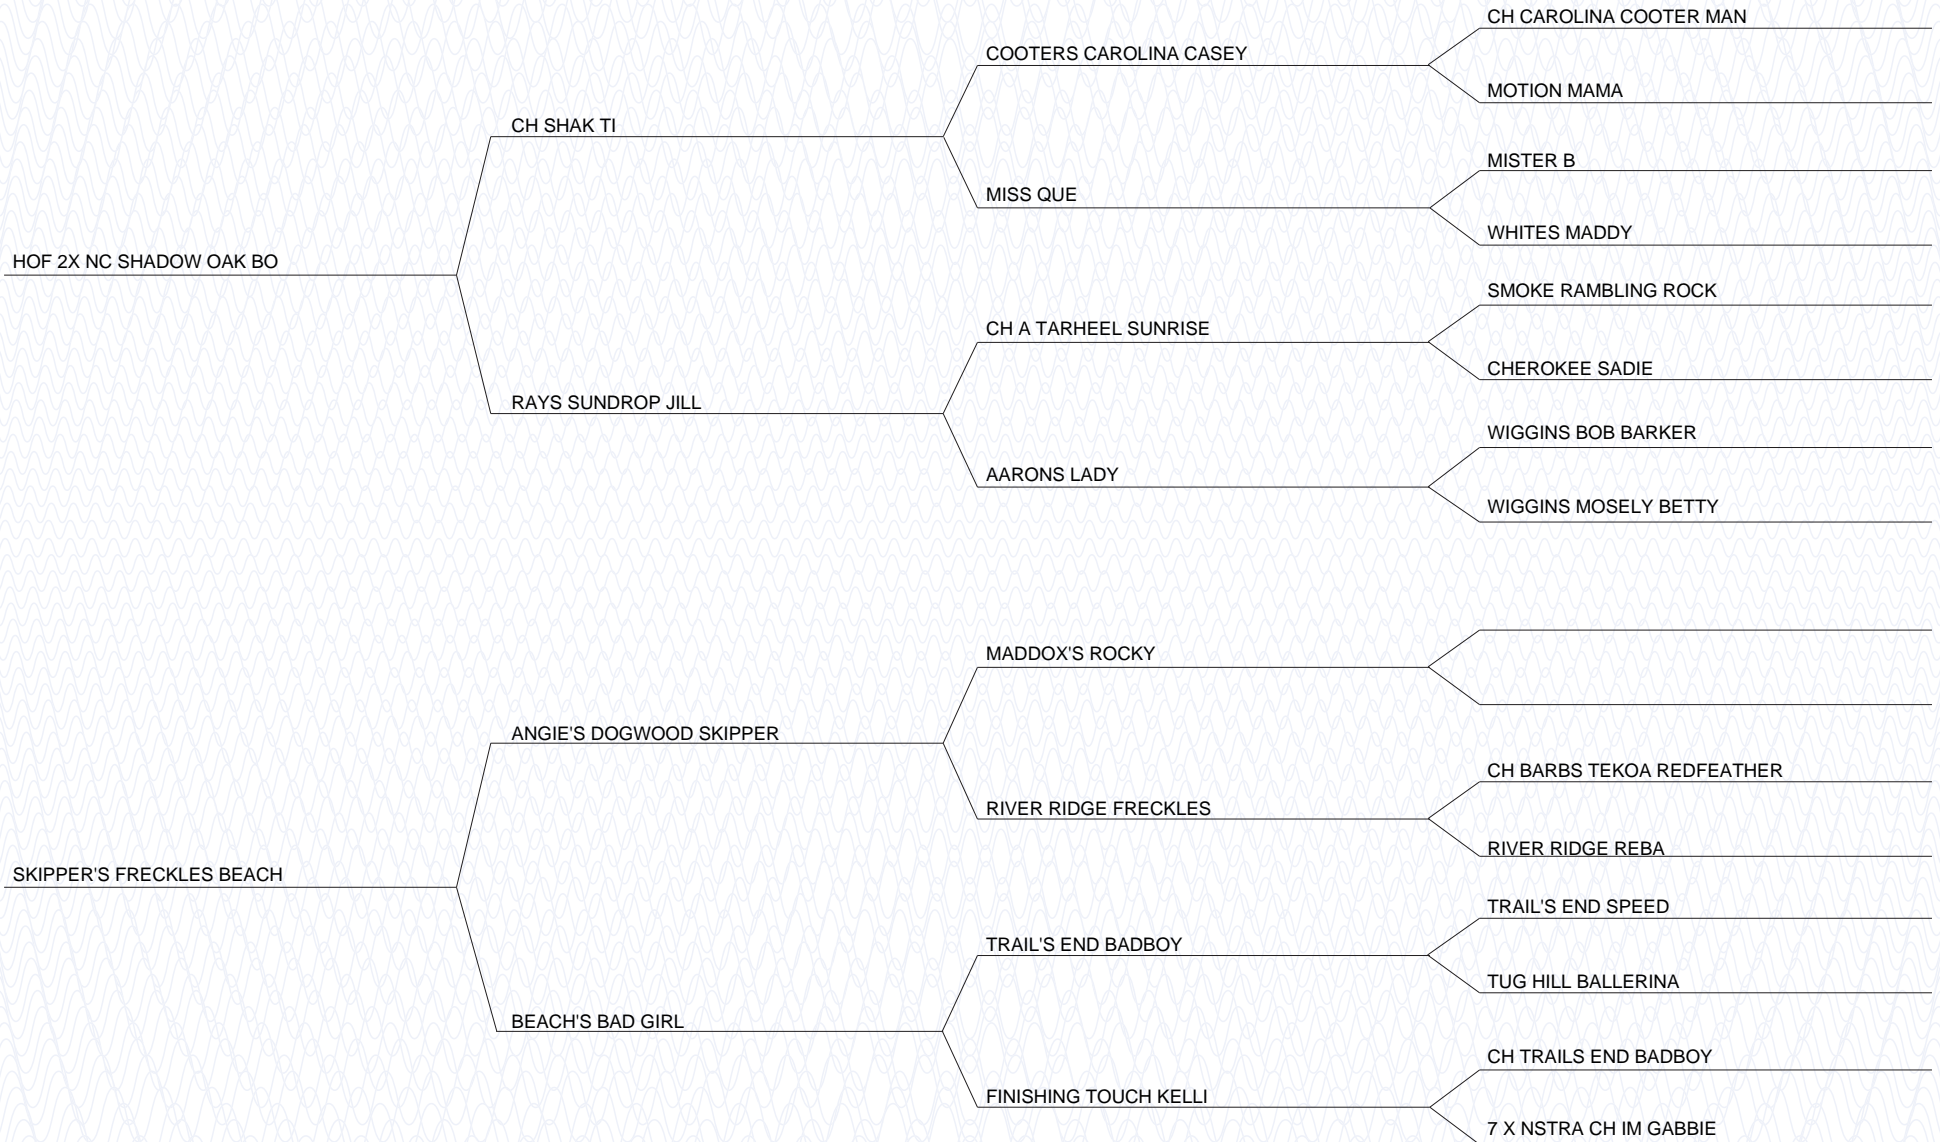 CH CAROLINA COOTER MAN
COOTERS CAROLINA CASEY
MOTION MAMA
CH SHAK TI
MISTER B
MISS QUE
WHITES MADDY
HOF 2X NC SHADOW OAK BO
SMOKE RAMBLING ROCK
CH A TARHEEL SUNRISE
CHEROKEE SADIE
RAYS SUNDROP JILL
WIGGINS BOB BARKER
AARONS LADY
WIGGINS MOSELY BETTY
MADDOX'S ROCKY
ANGIE'S DOGWOOD SKIPPER
CH BARBS TEKOA REDFEATHER
RIVER RIDGE FRECKLES
RIVER RIDGE REBA
SKIPPER'S FRECKLES BEACH
TRAIL'S END SPEED
TRAIL'S END BADBOY
TUG HILL BALLERINA
BEACH'S BAD GIRL
CH TRAILS END BADBOY
FINISHING TOUCH KELLI
7 X NSTRA CH IM GABBIE